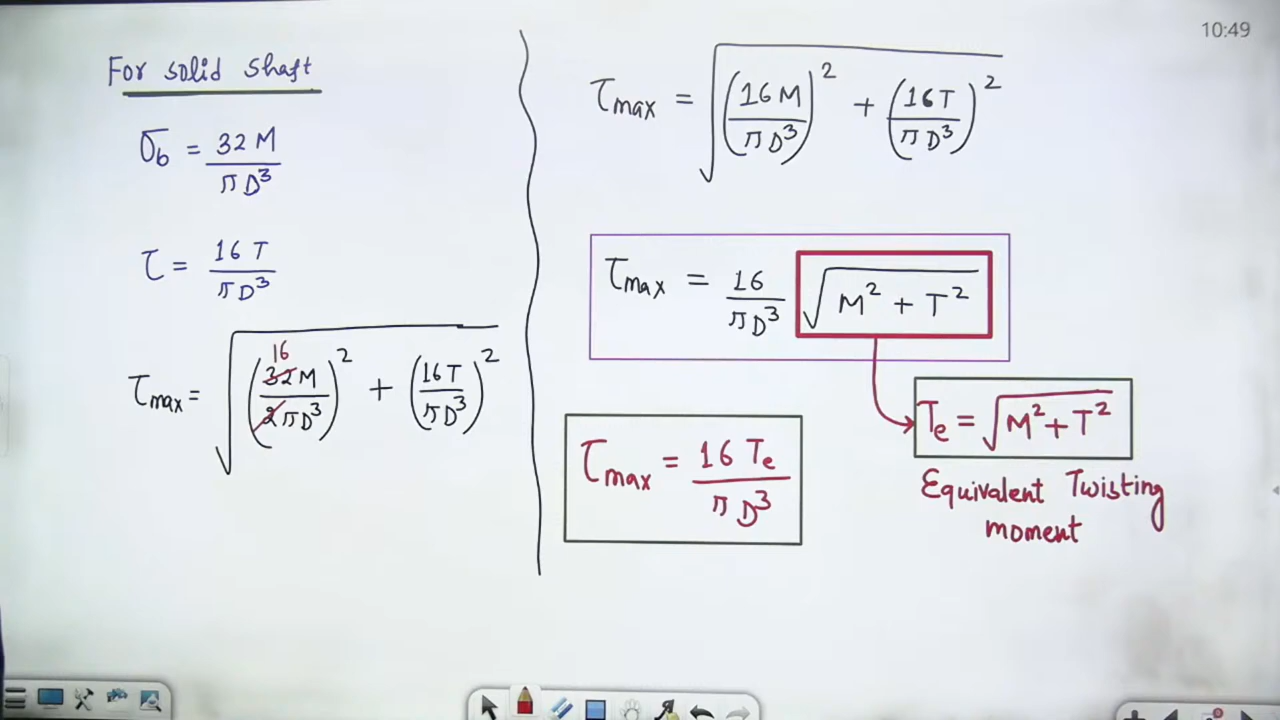 10:49
For solid shaft
σb = 32 M / π D³
τ = 16 T / π D³
τmax = √( (32 16 M / 2 π D³)² + (16 T / π D³)² )
τmax = √( (16 M / π D³)² + (16 T / π D³)² )
τmax = 16 / π D³ √( M² + T² )
Te = √( M² + T² )
Equivalent Twisting
moment
τmax = 16 Te / π D³